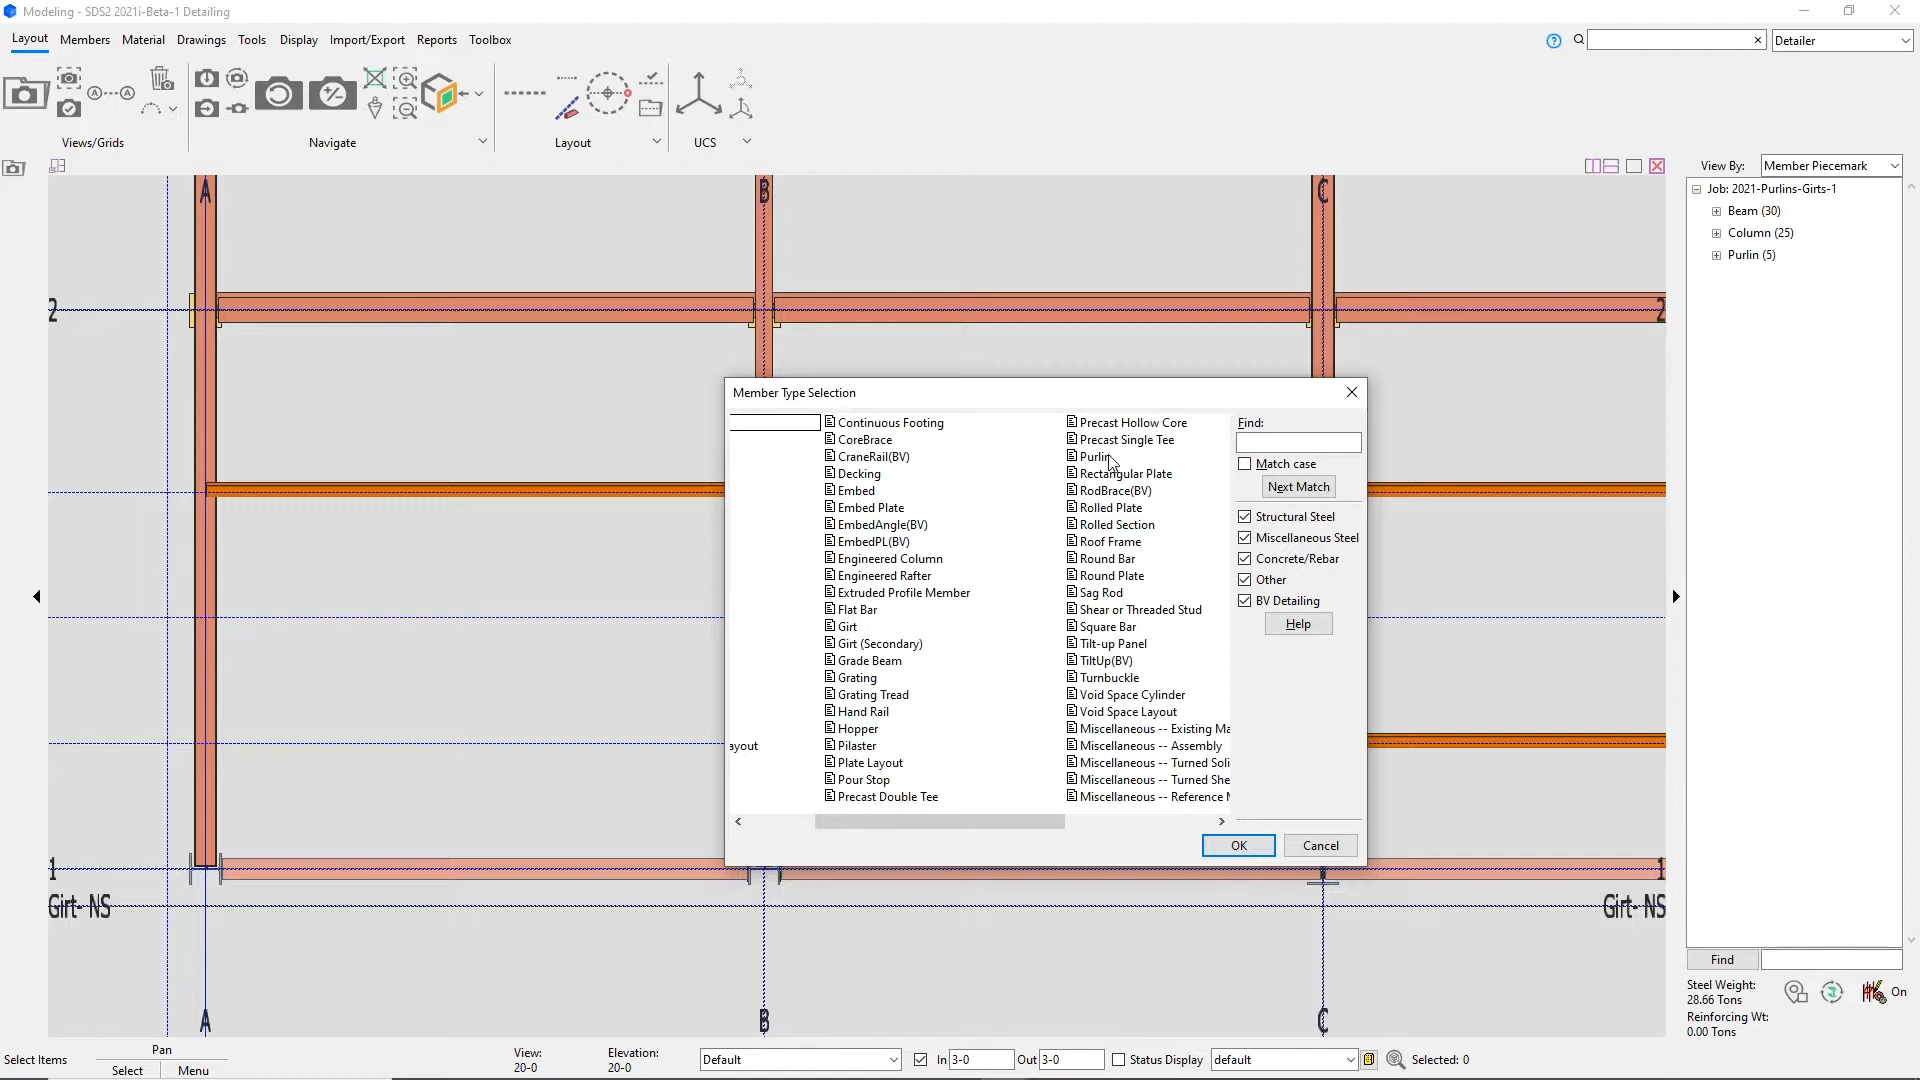 Modeling - SDS2 2021i-Beta-1 Detailing
Layout Members Material Drawings Tools Display Import/Export Reports Toolbox
Detailer
Views/Grids
Navigate
Layout
UCS
View By: Member Piecemark
Job: 2021-Purlins-Girts-1
Beam (30)
Column (25)
Purlin (5)
A
B
C
2
2
Member Type Selection
ayout
Continuous Footing
CoreBrace
CraneRail(BV)
Decking
Embed
Embed Plate
EmbedAngle(BV)
EmbedPL(BV)
Engineered Column
Engineered Rafter
Extruded Profile Member
Flat Bar
Girt
Girt (Secondary)
Grade Beam
Grating
Grating Tread
Hand Rail
Hopper
Pilaster
Plate Layout
Pour Stop
Precast Double Tee
Precast Hollow Core
Precast Single Tee
Purlin
Rectangular Plate
RodBrace(BV)
Rolled Plate
Rolled Section
Roof Frame
Round Bar
Round Plate
Sag Rod
Shear or Threaded Stud
Square Bar
Tilt-up Panel
TiltUp(BV)
Turnbuckle
Void Space Cylinder
Void Space Layout
Miscellaneous -- Existing Ma
Miscellaneous -- Assembly
Miscellaneous -- Turned Soli
Miscellaneous -- Turned She
Miscellaneous -- Reference M
Find:
Match case
Next Match
Structural Steel
Miscellaneous Steel
Concrete/Rebar
Other
BV Detailing
Help
OK
Cancel
1
1
Girt- NS
Girt- NS
A
B
C
Find
Steel Weight:
28.66 Tons
On
Reinforcing Wt:
0.00 Tons
Select Items
Pan
Select
Menu
View:
20-0
Elevation:
20-0
Default
In 3-0
Out 3-0
Status Display
default
Selected: 0